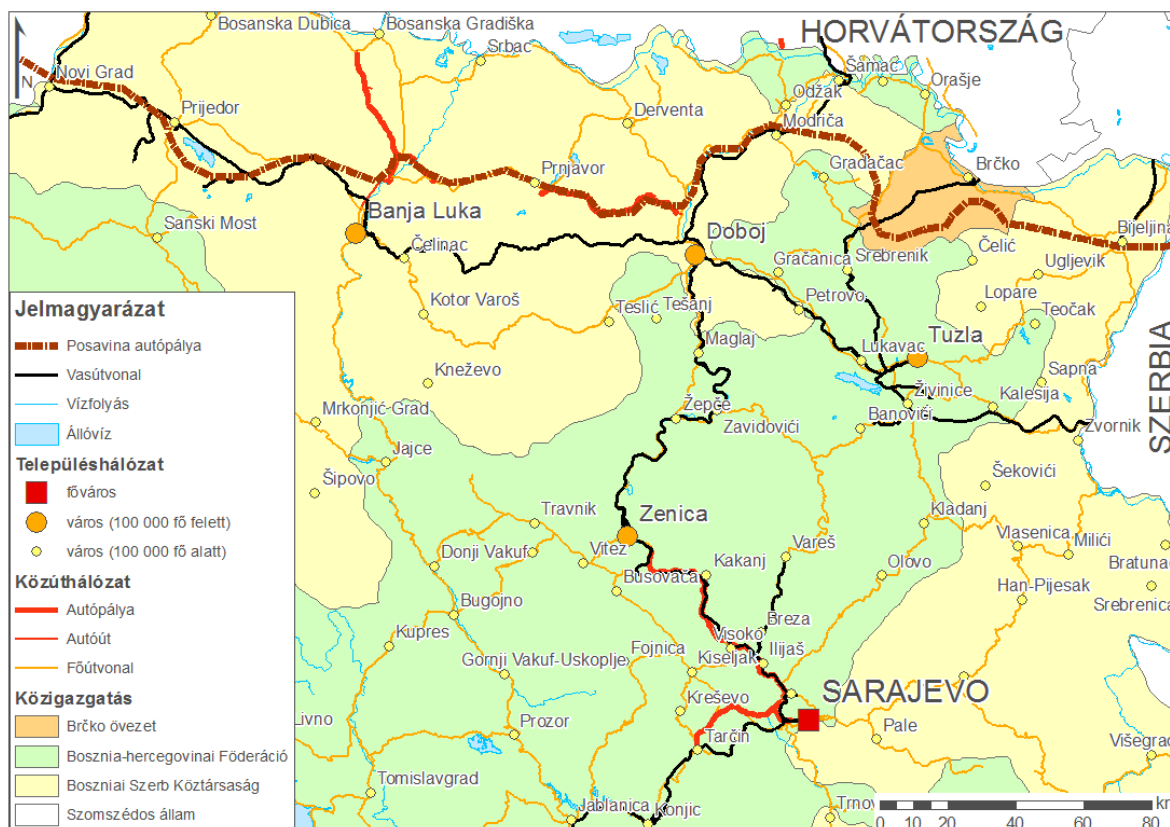 HORVÁTORSZÁG
Bosanska Dubica
Bosanska Gradiška
Srbac
Šamac
Orašje
N
Novi Grad
Prijedor
Derventa
Odžak
Modriča
Gradačac
Brčko
Prnjavor
Sanski Most
Banja Luka
Čelinac
Doboj
Gračanica
Srebrenik
Čelić
Bijeljina
Ugljevik
Kotor Varoš
Teslić
Tešanj
Petrovo
Lopare
Teočak
Maglaj
Lukavac
Tuzla
SZERBIA
Kneževo
Živinice
Sapna
Kalesija
Mrkonjić-Grad
Žepče
Zavidovići
Banovići
Zvornik
Jajce
Šipovo
Šekovići
Travnik
Zenica
Kladanj
Vlasenica
Milići
Donji Vakuf
Vitez
Busovača
Kakanj
Vareš
Olovo
Bratunac
Han-Pijesak
Srebrenica
Bugojno
Kupres
Breza
Visoko
Fojnica
Kiseljak
Ilijaš
Gornji Vakuf-Uskoplje
Kreševo
SARAJEVO
Livno
Prozor
Tarčin
Pale
Višegrad
Tomislavgrad
Jablanica
Konjic
Trnovo
Jelmagyarázat
Posavina autópálya
Vasútvonal
Vízfolyás
Állóvíz
Településhálózat
főváros
város (100 000 fő felett)
város (100 000 fő alatt)
Közúthálózat
Autópálya
Autóút
Főútvonal
Közigazgatás
Brčko övezet
Bosznia-hercegovinai Föderáció
Boszniai Szerb Köztársaság
Szomszédos állam
km
0 10 20 40 60 80